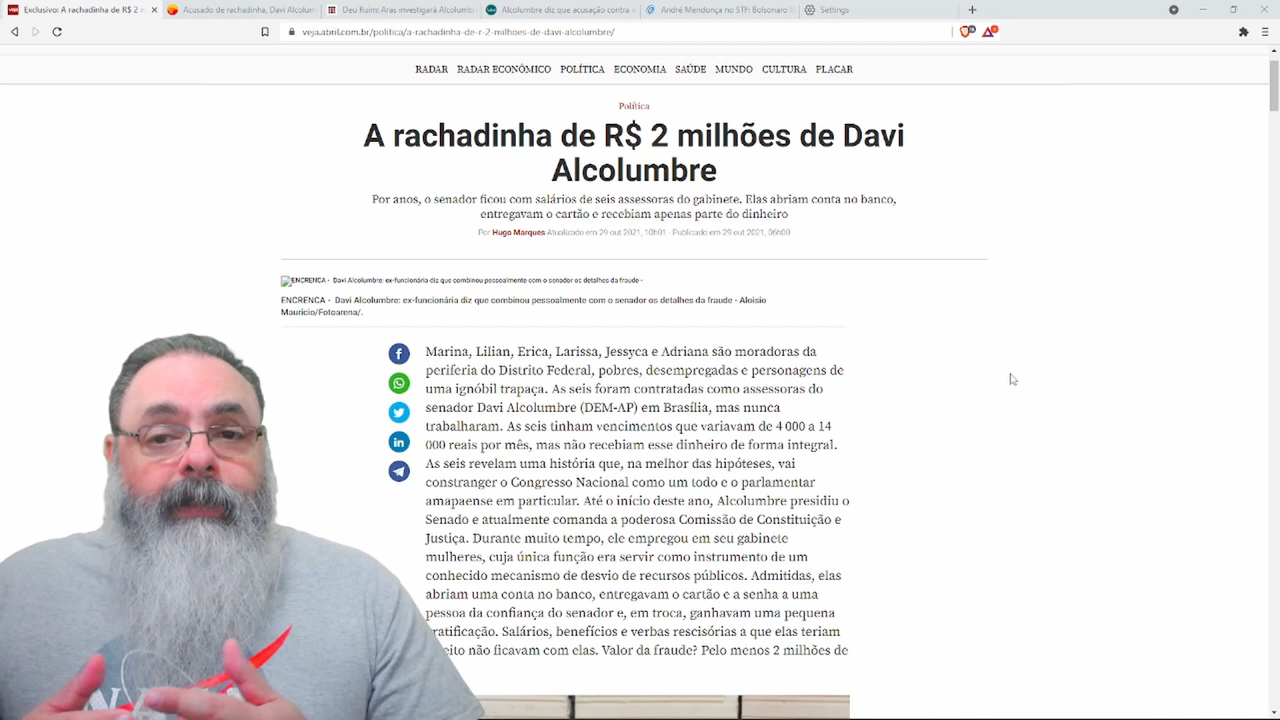 Exclusivo: A rachadinha de R$ 2 n
Acusado de rachadinha, Davi Alcolum
Deu Ruim: Aras investigará Alcolumbr
Alcolumbre diz que acusação contra
André Mendonça no STF: Bolsonaro
Settings
veja.abril.com.br/politica/a-rachadinha-de-r-2-milhoes-de-davi-alcolumbre/
RADAR RADAR ECONÔMICO POLÍTICA ECONOMIA SAÚDE MUNDO CULTURA PLACAR
Política
A rachadinha de R$ 2 milhões de Davi
Alcolumbre
Por anos, o senador ficou com salários de seis assessoras do gabinete. Elas abriam conta no banco,
entregavam o cartão e recebiam apenas parte do dinheiro
Por Hugo Marques Atualizado em 29 out 2021, 10h01 - Publicado em 29 out 2021, 06h00
ENCRENCA - Davi Alcolumbre: ex-funcionária diz que combinou pessoalmente com o senador os detalhes da fraude -
ENCRENCA - Davi Alcolumbre: ex-funcionária diz que combinou pessoalmente com o senador os detalhes da fraude - Aloisio
Mauricio/Fotoarena/.
Marina, Lilian, Erica, Larissa, Jessyca e Adriana são moradoras da
periferia do Distrito Federal, pobres, desempregadas e personagens de
uma ignóbil trapaça. As seis foram contratadas como assessoras do
senador Davi Alcolumbre (DEM-AP) em Brasília, mas nunca
trabalharam. As seis tinham vencimentos que variavam de 4 000 a 14
000 reais por mês, mas não recebiam esse dinheiro de forma integral.
As seis revelam uma história que, na melhor das hipóteses, vai
constranger o Congresso Nacional como um todo e o parlamentar
amapaense em particular. Até o início deste ano, Alcolumbre presidiu o
Senado e atualmente comanda a poderosa Comissão de Constituição e
Justiça. Durante muito tempo, ele empregou em seu gabinete
mulheres, cuja única função era servir como instrumento de um
conhecido mecanismo de desvio de recursos públicos. Admitidas, elas
abriam uma conta no banco, entregavam o cartão e a senha a uma
pessoa da confiança do senador e, em troca, ganhavam uma pequena
ratificação. Salários, benefícios e verbas rescisórias a que elas teriam
eito não ficavam com elas. Valor da fraude? Pelo menos 2 milhões de